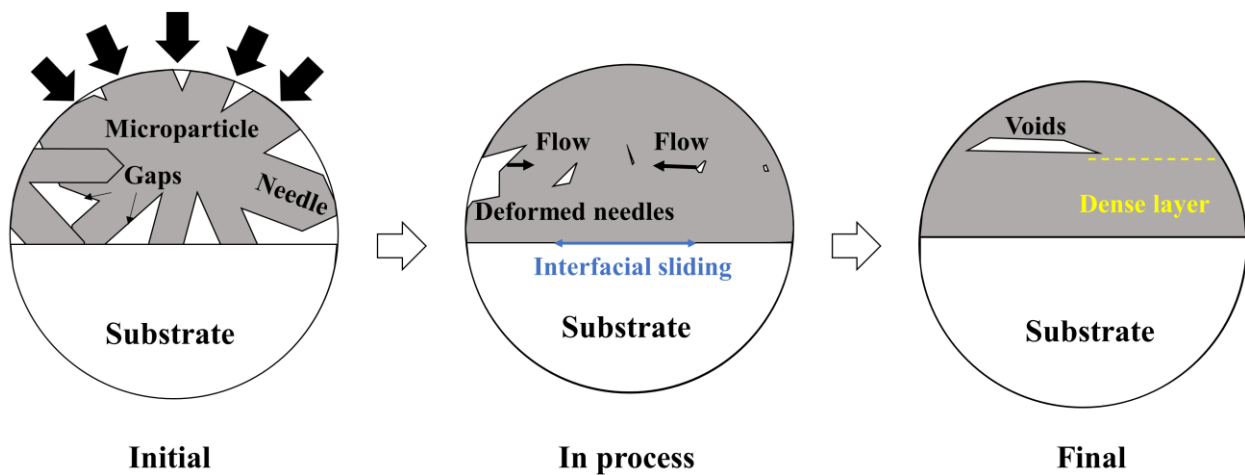 Microparticle
Gaps
Needle
Substrate
Initial
Flow
Flow
Deformed needles
Interfacial sliding
Substrate
In process
Voids
Dense layer
Substrate
Final